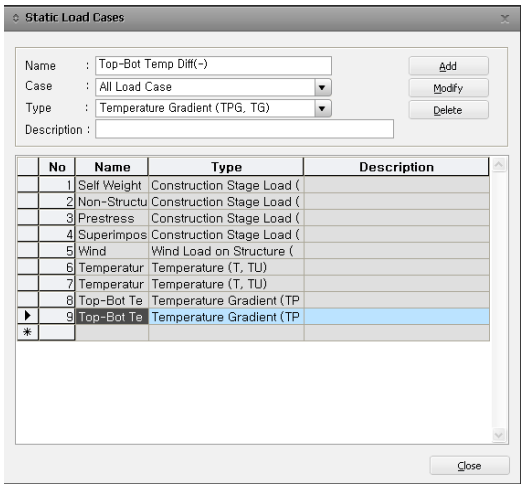 Static Load Cases
Name : Top-Bot Temp Diff(-) Add
Case : All Load Case Modify
Type : Temperature Gradient (TPG, TG) Delete
Description :
No Name Type Description
1 Self Weight Construction Stage Load (
2 Non-Structu Construction Stage Load (
3 Prestress Construction Stage Load (
4 Superimpos Construction Stage Load (
5 Wind Wind Load on Structure (
6 Temperatur Temperature (T, TU)
7 Temperatur Temperature (T, TU)
8 Top-Bot Te Temperature Gradient (TP
9 Top-Bot Te Temperature Gradient (TP
Close